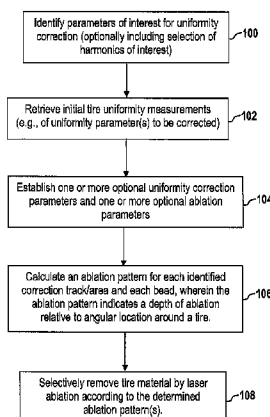 Identify parameters of interest for uniformity
correction (optionally including selection of
harmonics of interest)
100
Retrieve initial tire uniformity measurements
(e.g., of uniformity parameter(s) to be corrected)
102
Establish one or more optional uniformity correction
parameters and one or more optional ablation
parameters
104
Calculate an ablation pattern for each identified
correction track/area and each bead, wherein the
ablation pattern indicates a depth of ablation
relative to angular location around a tire.
106
Selectively remove tire material by laser
ablation according to the determined
ablation pattern(s).
108